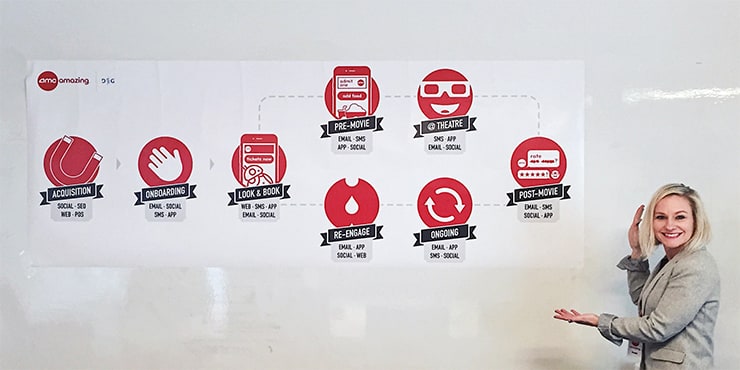 amc amazing
DEG
ACQUISITION
SOCIAL · SEO
WEB · POS
ONBOARDING
EMAIL · SOCIAL
SMS · APP
tickets now
LOOK & BOOK
WEB · SMS · APP
EMAIL · SOCIAL
admit
one
add food
PRE-MOVIE
EMAIL · SMS
APP · SOCIAL
@ THEATRE
SMS · APP
EMAIL · SOCIAL
RE-ENGAGE
EMAIL · APP
SOCIAL · WEB
ONGOING
EMAIL · APP
SMS · SOCIAL
rate
POST-MOVIE
EMAIL · SMS
SOCIAL · APP